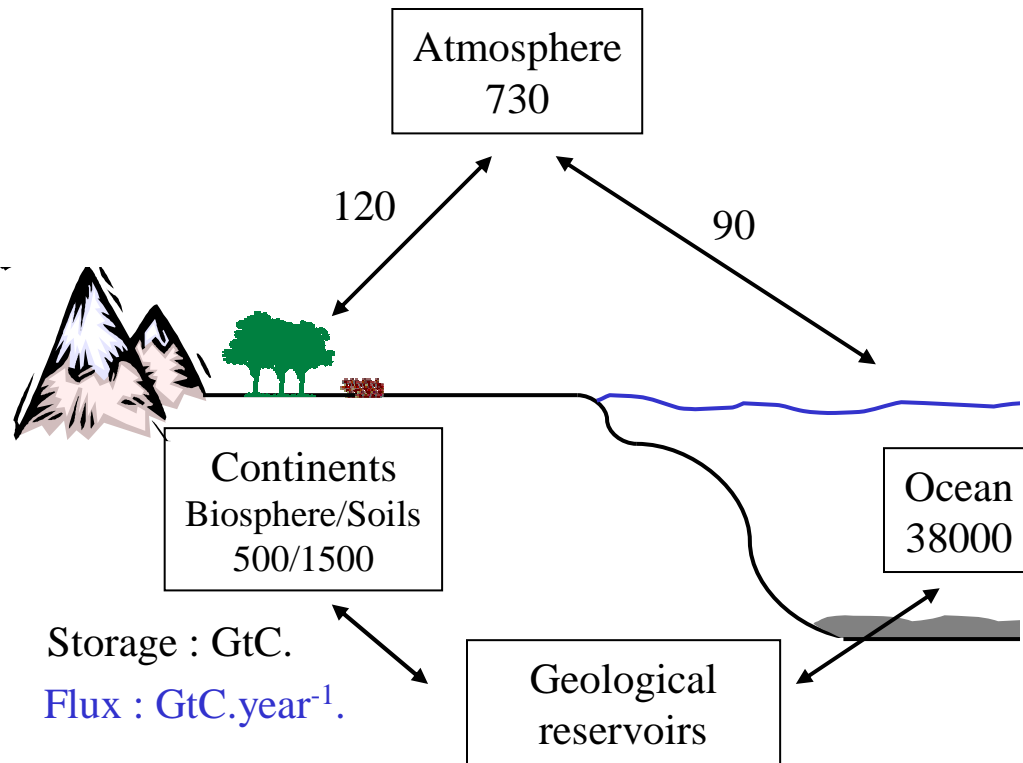 Atmosphere
730
120
90
Continents
Biosphere/Soils
500/1500
Ocean
38000
Storage : GtC.
Flux : GtC.year⁻¹.
Geological
reservoirs